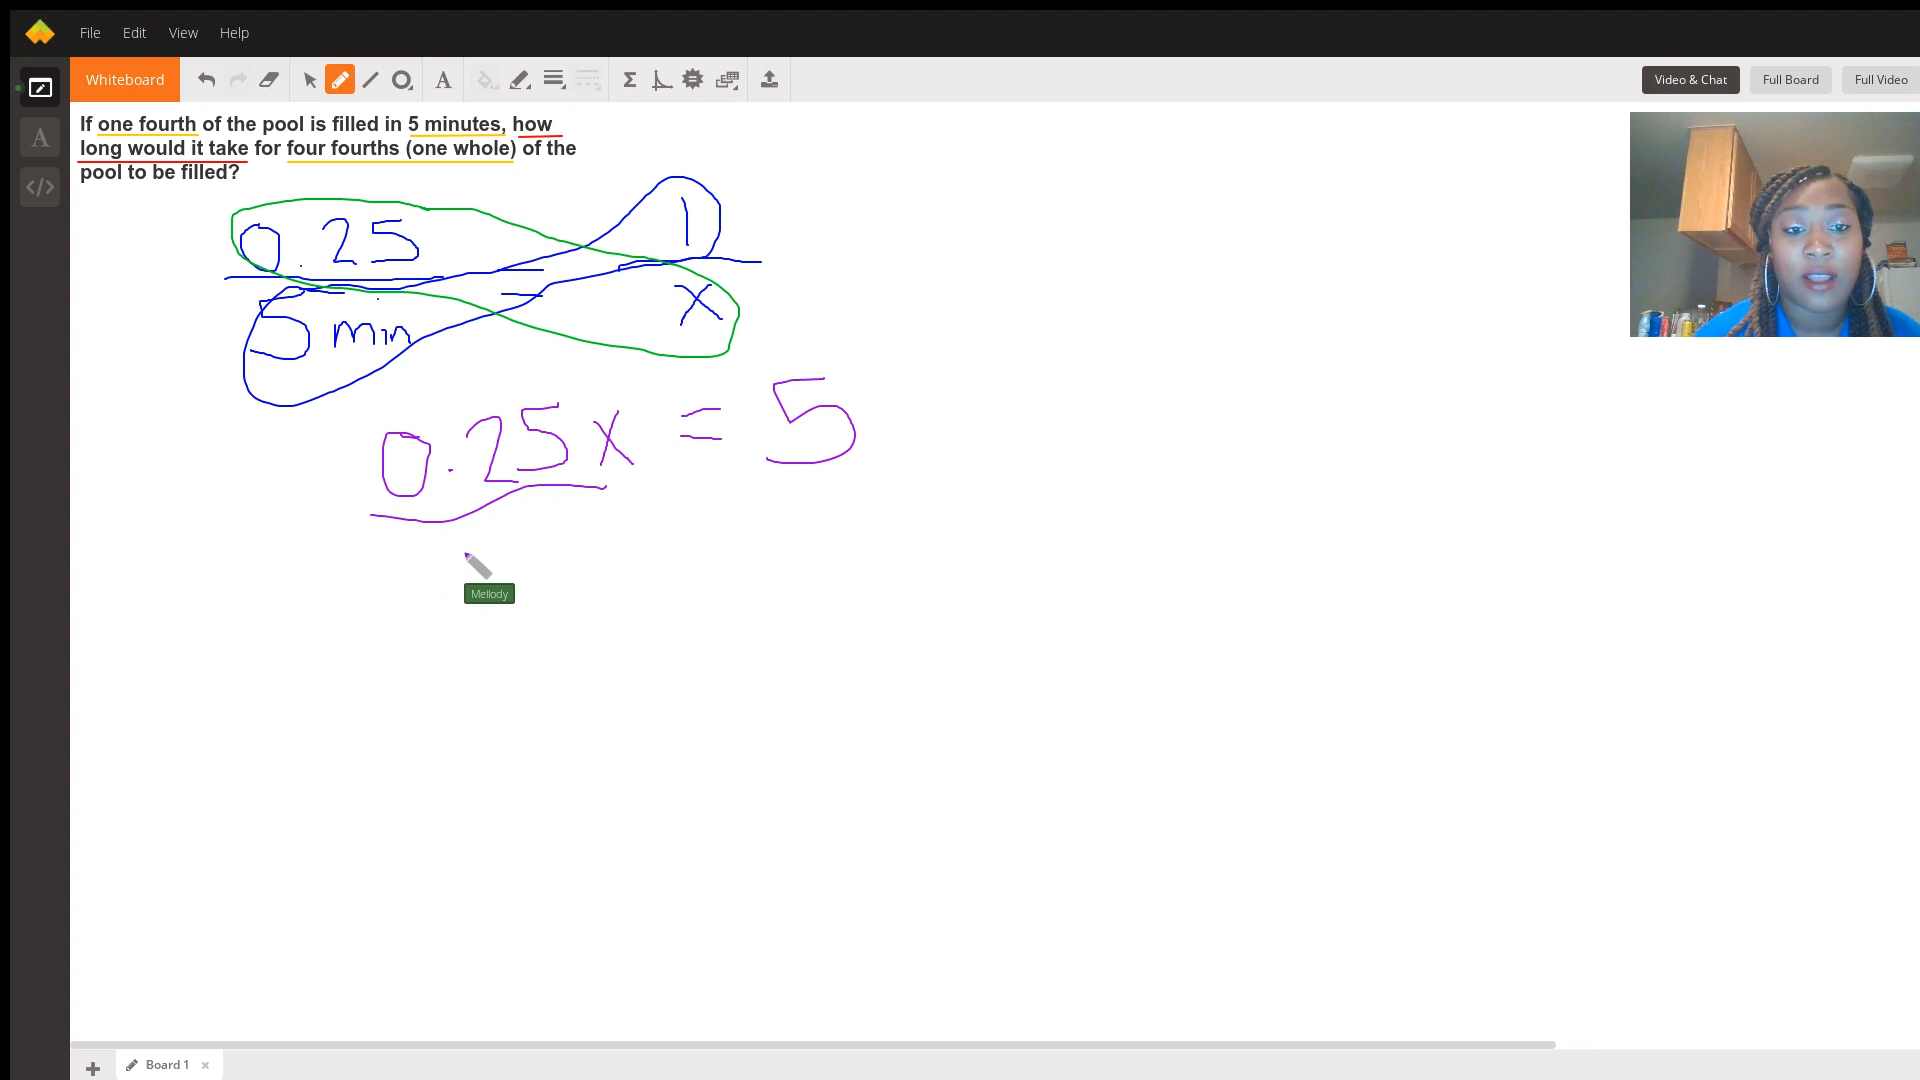 File Edit View Help
Whiteboard A Σ Video & Chat Full Board Full Video
A
</>
If one fourth of the pool is filled in 5 minutes, how
long would it take for four fourths (one whole) of the
pool to be filled?
0.25 = 1
5 min x
0.25x = 5
Mellody
+ Board 1 ×